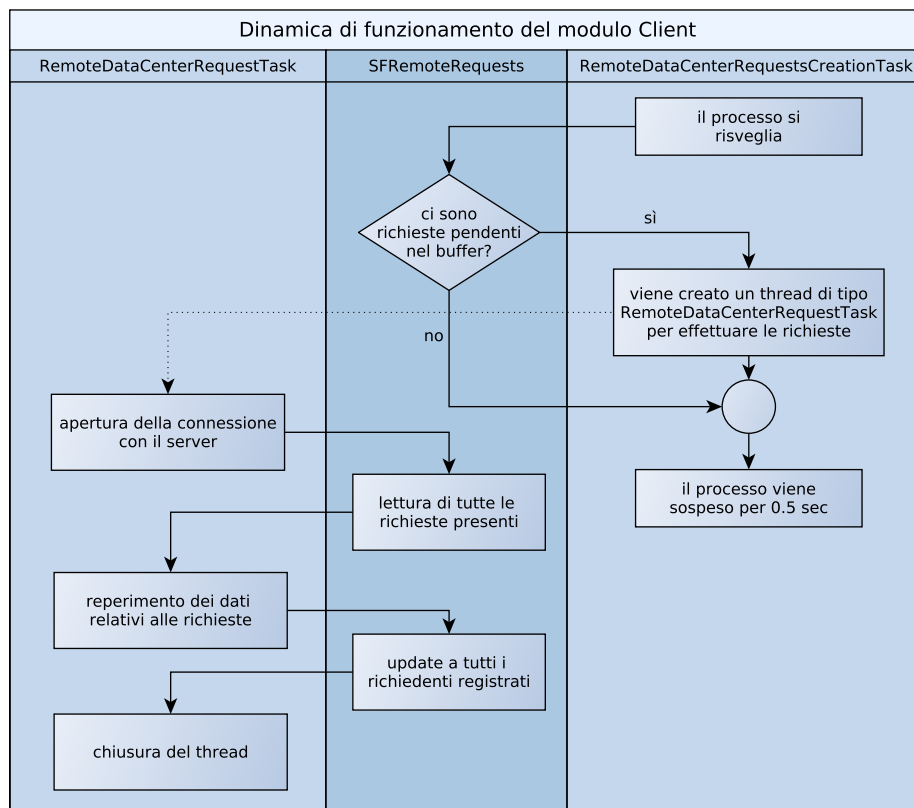 Dinamica di funzionamento del modulo Client
RemoteDataCenterRequestTask
SFRemoteRequests
RemoteDataCenterRequestsCreationTask
il processo si
risveglia
ci sono
richieste pendenti
nel buffer?
sì
viene creato un thread di tipo
RemoteDataCenterRequestTask
per effettuare le richieste
no
apertura della connessione
con il server
lettura di tutte le
richieste presenti
il processo viene
sospeso per 0.5 sec
reperimento dei dati
relativi alle richieste
update a tutti i
richiedenti registrati
chiusura del thread